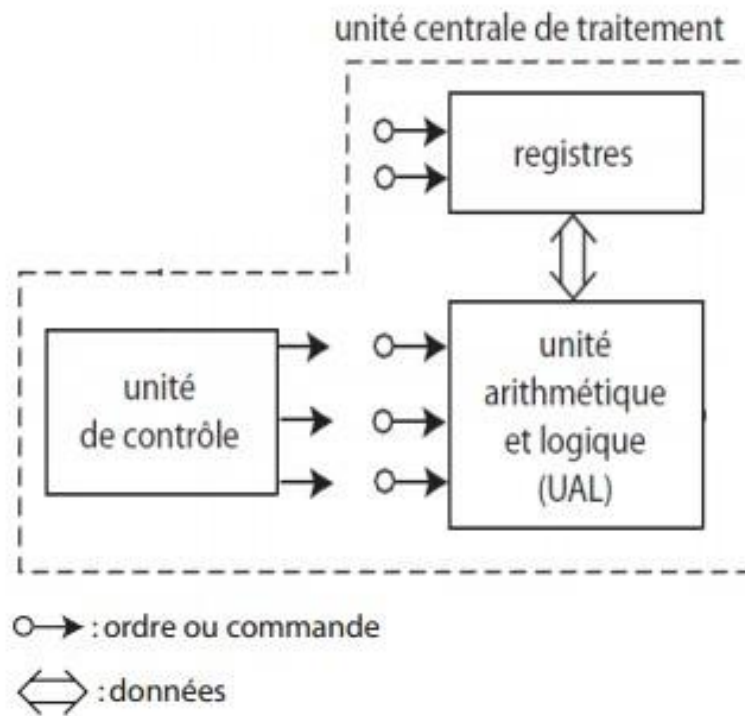 unité centrale de traitement
registres
unité
de contrôle
unité
arithmétique
et logique
(UAL)
: ordre ou commande
: données